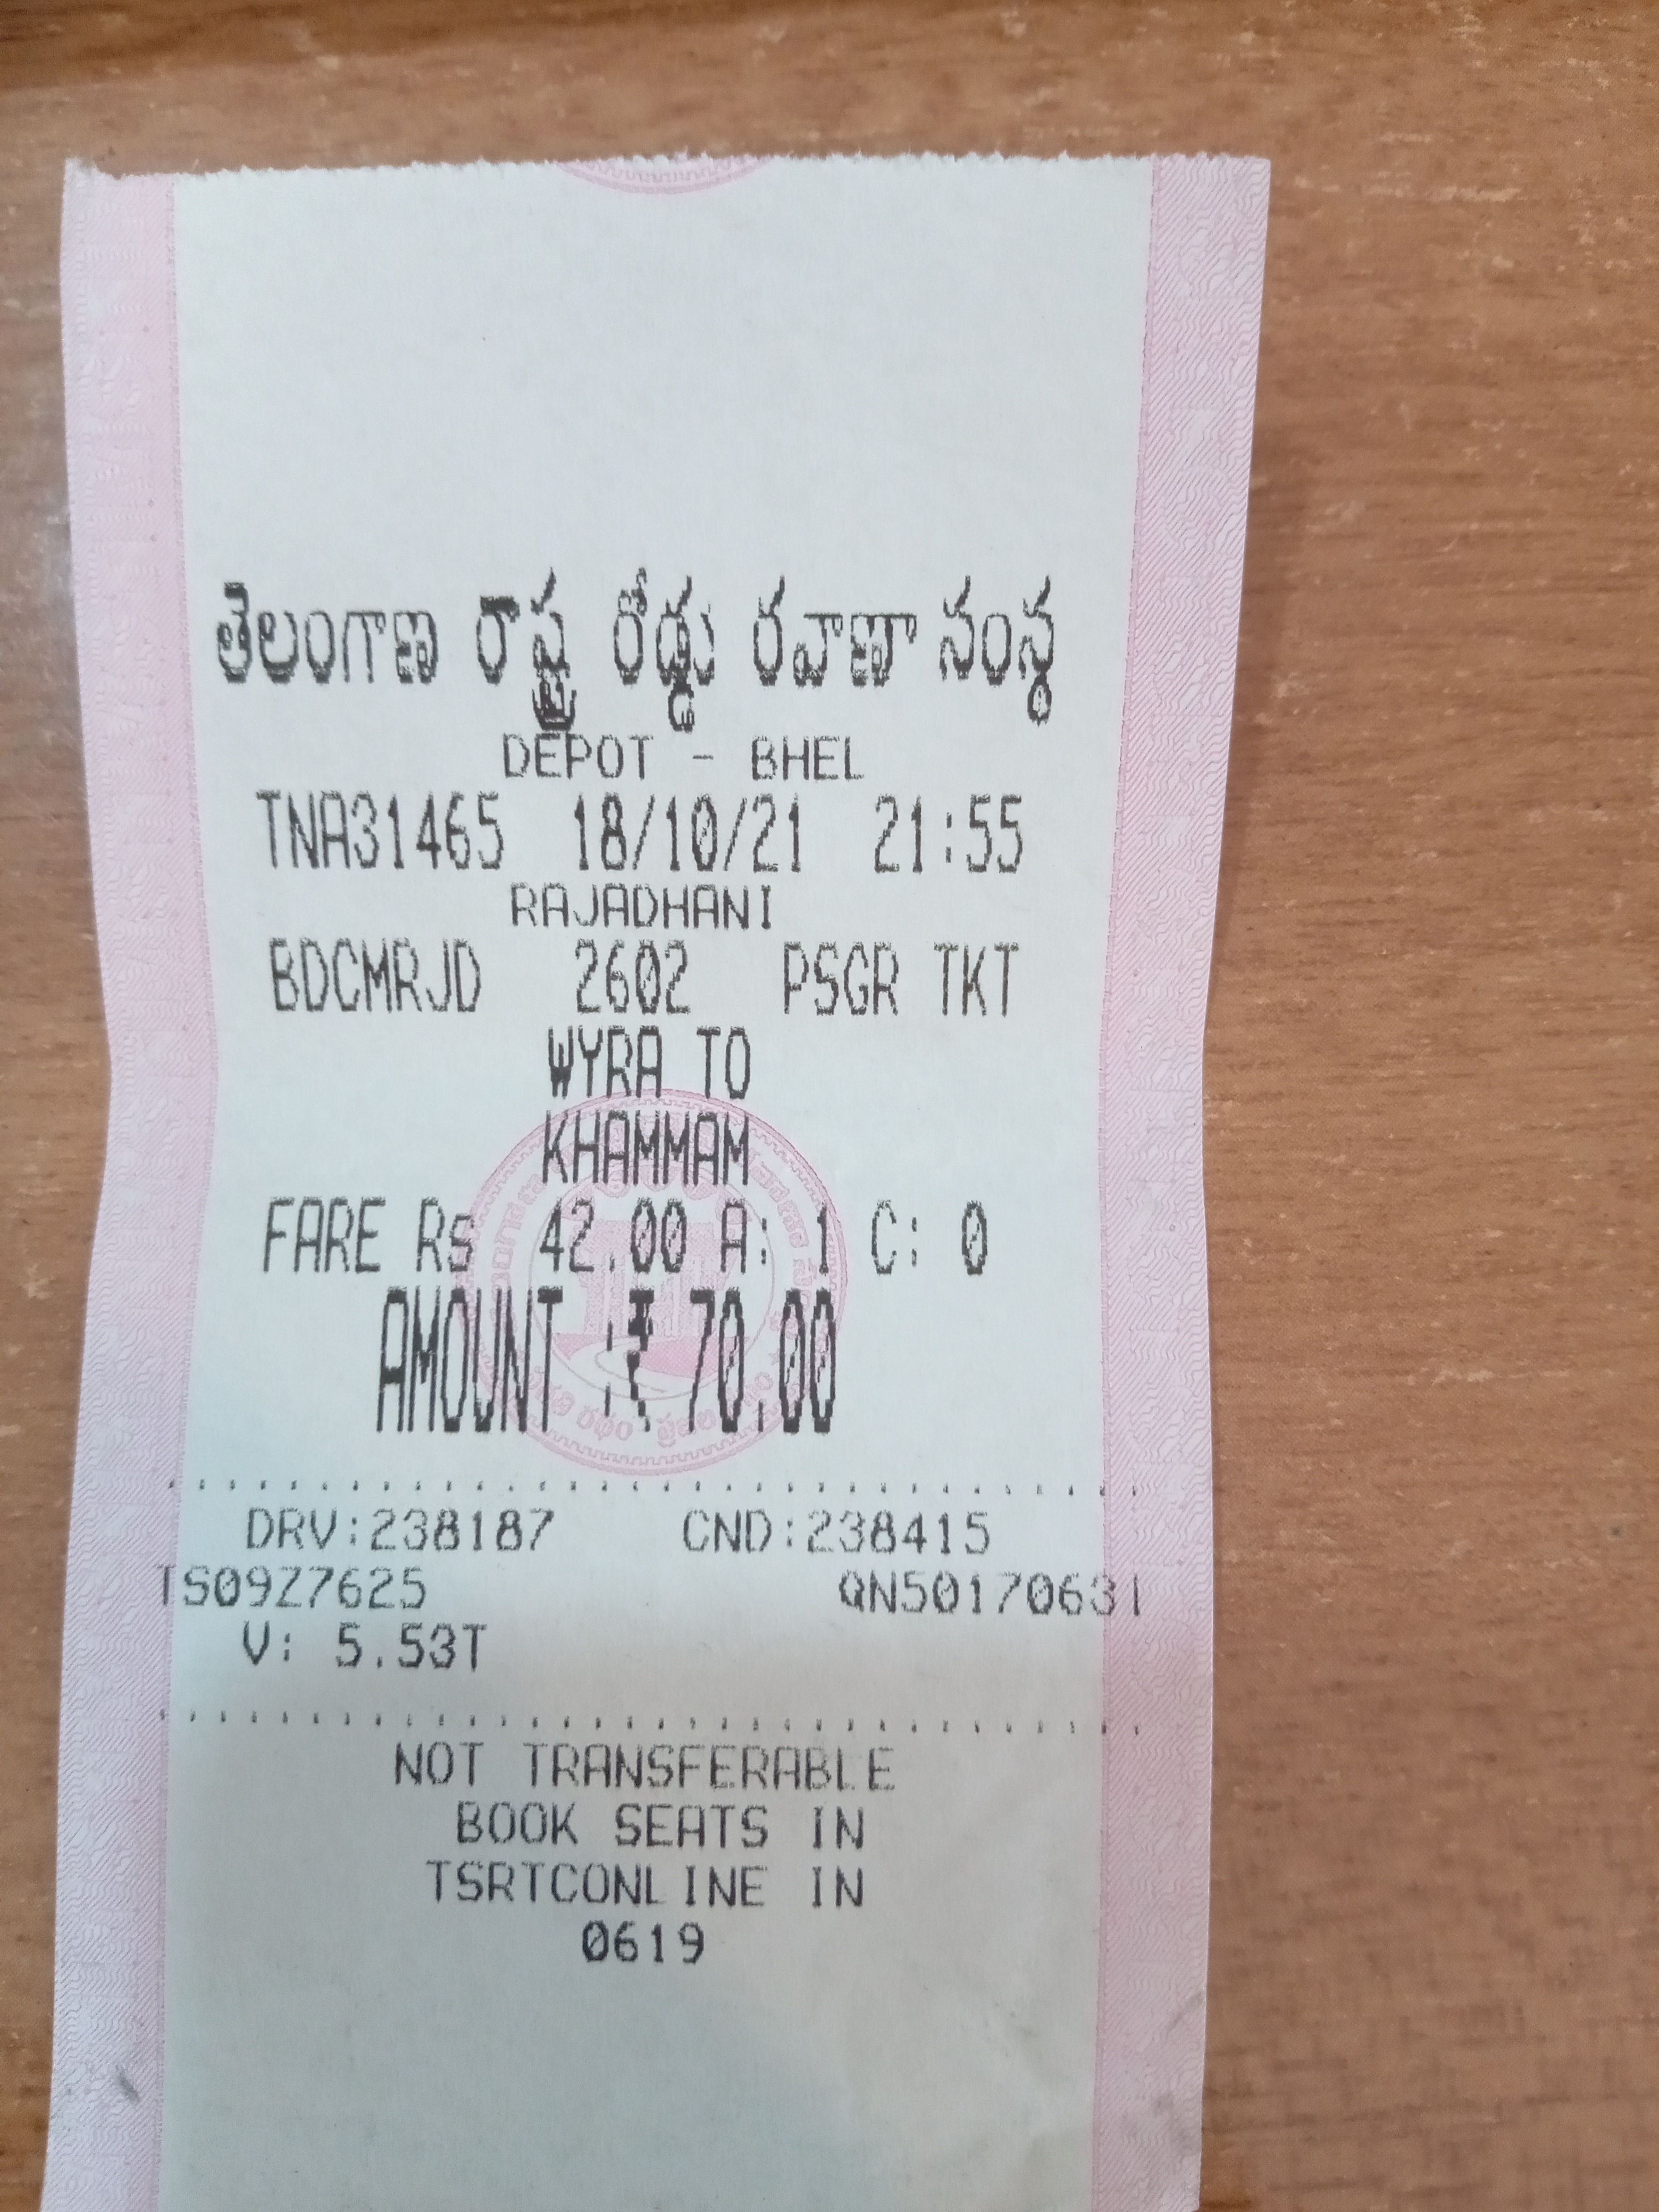 తెలంగాణ రాష్ట్ర రోడ్డు రవాణా సంస్థ
DEPOT - BHEL
TNA31465 18/10/21 21:55
RAJADHANI
BDCMRJD 2602 PSGR TKT
WYRA TO
KHAMMAM
FARE Rs 42.00 A: 1 C: 0
AMOUNT :₹ 70.00
DRV:238187 CND:238415
TS09Z7625 QN50170631
V: 5.53T
NOT TRANSFERABLE
BOOK SEATS IN
TSRTCONLINE IN
0619